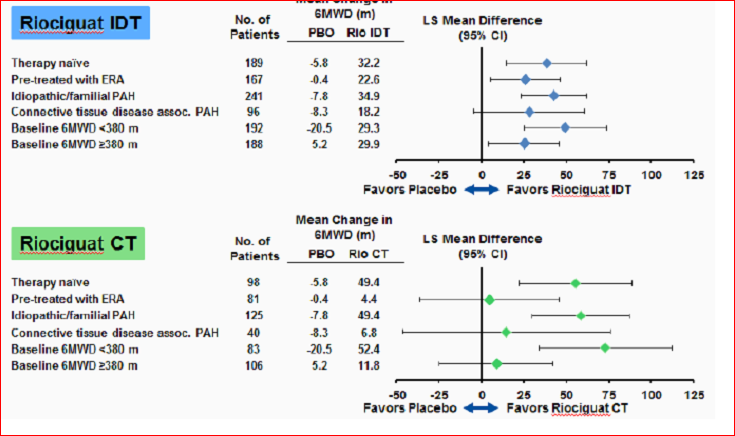 Mean Change in
Riociguat IDT No. of 6MWD (m) LS Mean Difference
Patients PBO Rio IDT (95% CI)
Therapy naïve 189 -5.8 32.2
Pre-treated with ERA 167 -0.4 22.6
Idiopathic/familial PAH 241 -7.8 34.9
Connective tissue disease assoc. PAH 96 -8.3 18.2
Baseline 6MWD <380 m 192 -20.5 29.3
Baseline 6MWD ≥380 m 188 5.2 29.9
-50 -25 0 25 50 75 100 125
Favors Placebo Favors Riociguat IDT
Mean Change in
Riociguat CT No. of 6MWD (m) LS Mean Difference
Patients PBO Rio CT (95% CI)
Therapy naïve 98 -5.8 49.4
Pre-treated with ERA 81 -0.4 4.4
Idiopathic/familial PAH 125 -7.8 49.4
Connective tissue disease assoc. PAH 40 -8.3 6.8
Baseline 6MWD <380 m 83 -20.5 52.4
Baseline 6MWD ≥380 m 106 5.2 11.8
-50 -25 0 25 50 75 100 125
Favors Placebo Favors Riociguat CT